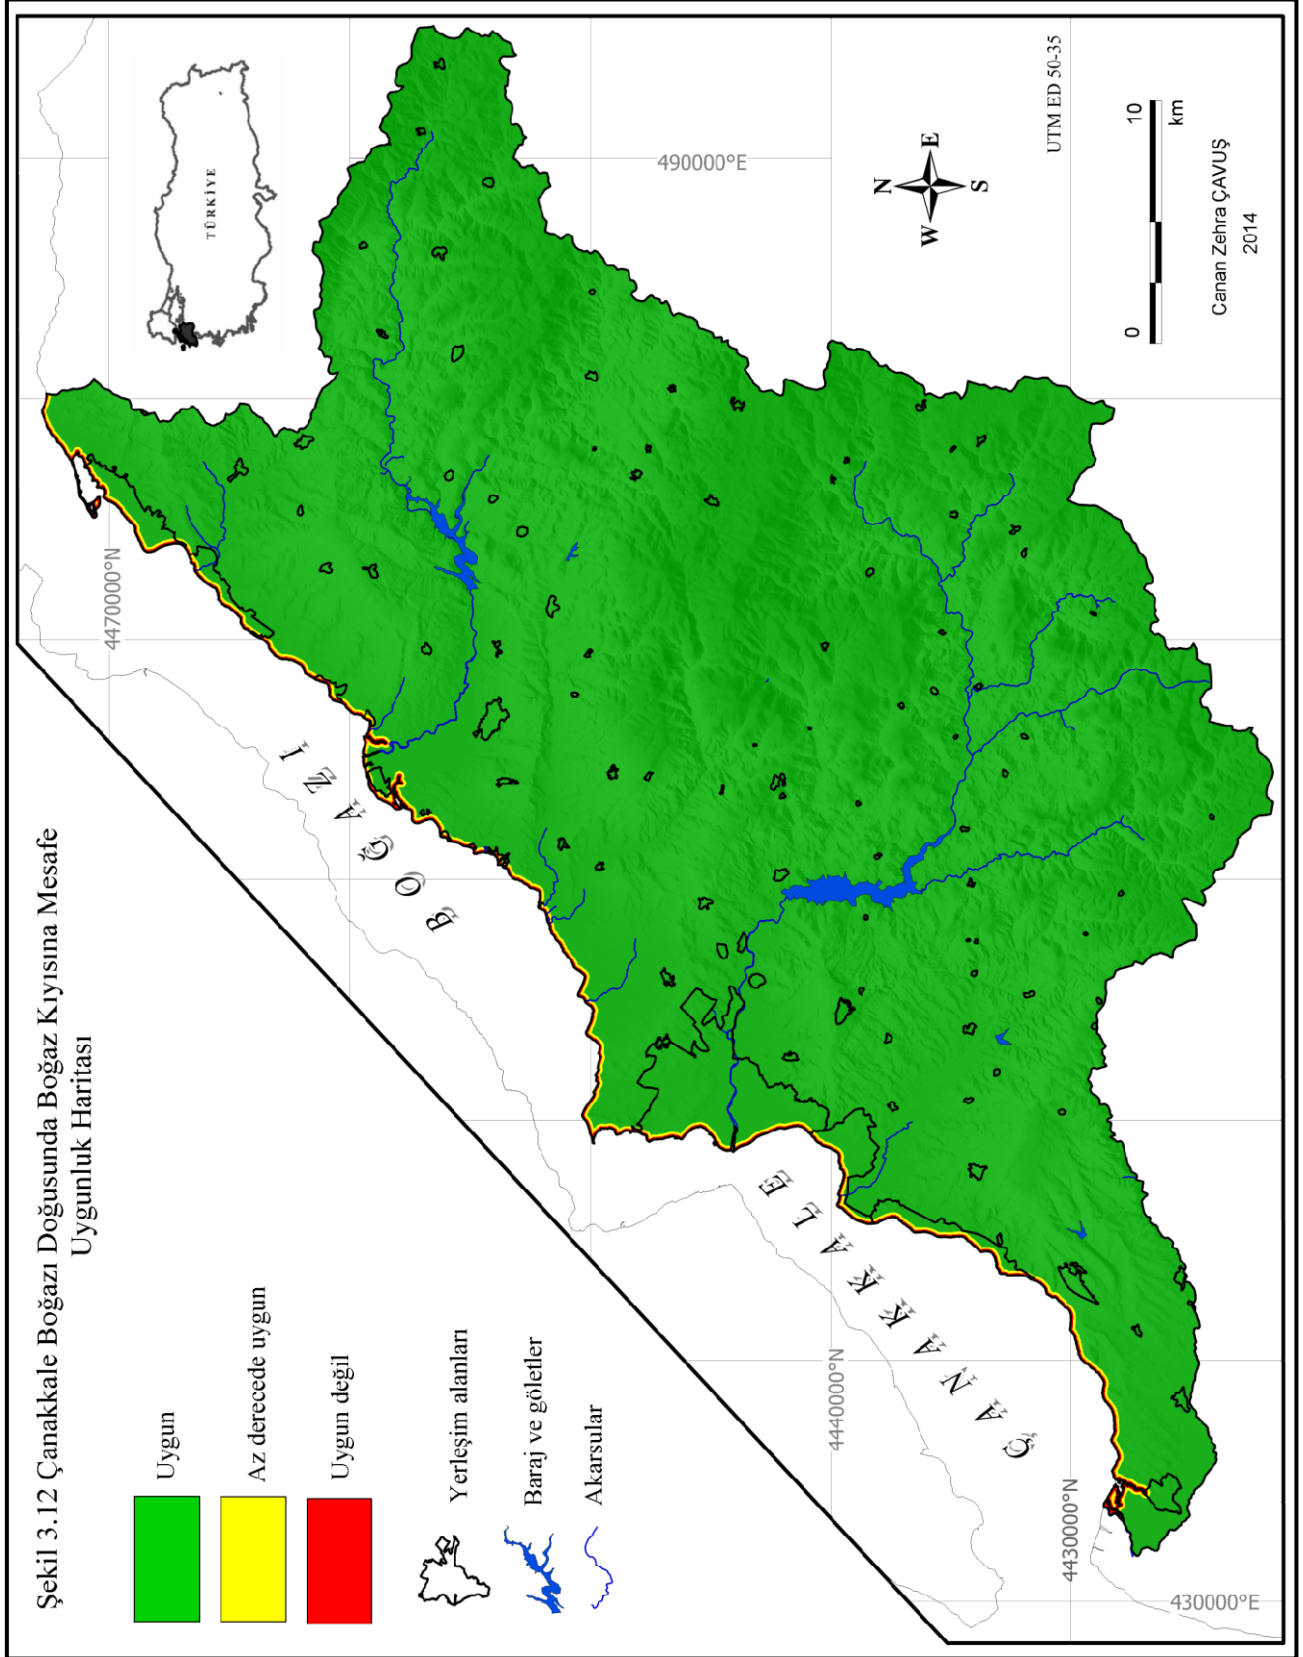 Şekil 3.12 Çanakkale Boğazı Doğusunda Boğaz Kıyısına Mesafe
Uygunluk Haritası
Uygun
Az derecede uygun
Uygun değil
Yerleşim alanları
Baraj ve göletler
Akarsular
TÜRKİYE
ÇANAKKALE
BOĞAZI
4470000°N
4440000°N
4430000°N
430000°E
490000°E
N
W
E
S
UTM ED 50-35
0
10
km
Canan Zehra ÇAVUŞ
2014